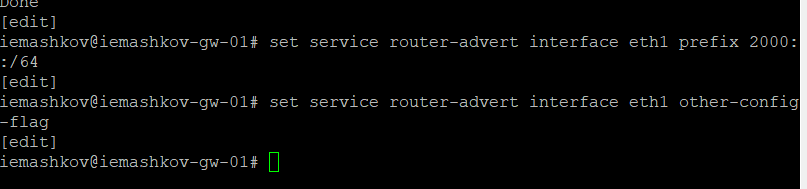 Done
[edit]
iemashkov@iemashkov-gw-01# set service router-advert interface eth1 prefix 2000:
:/64
[edit]
iemashkov@iemashkov-gw-01# set service router-advert interface eth1 other-config
-flag
[edit]
iemashkov@iemashkov-gw-01#